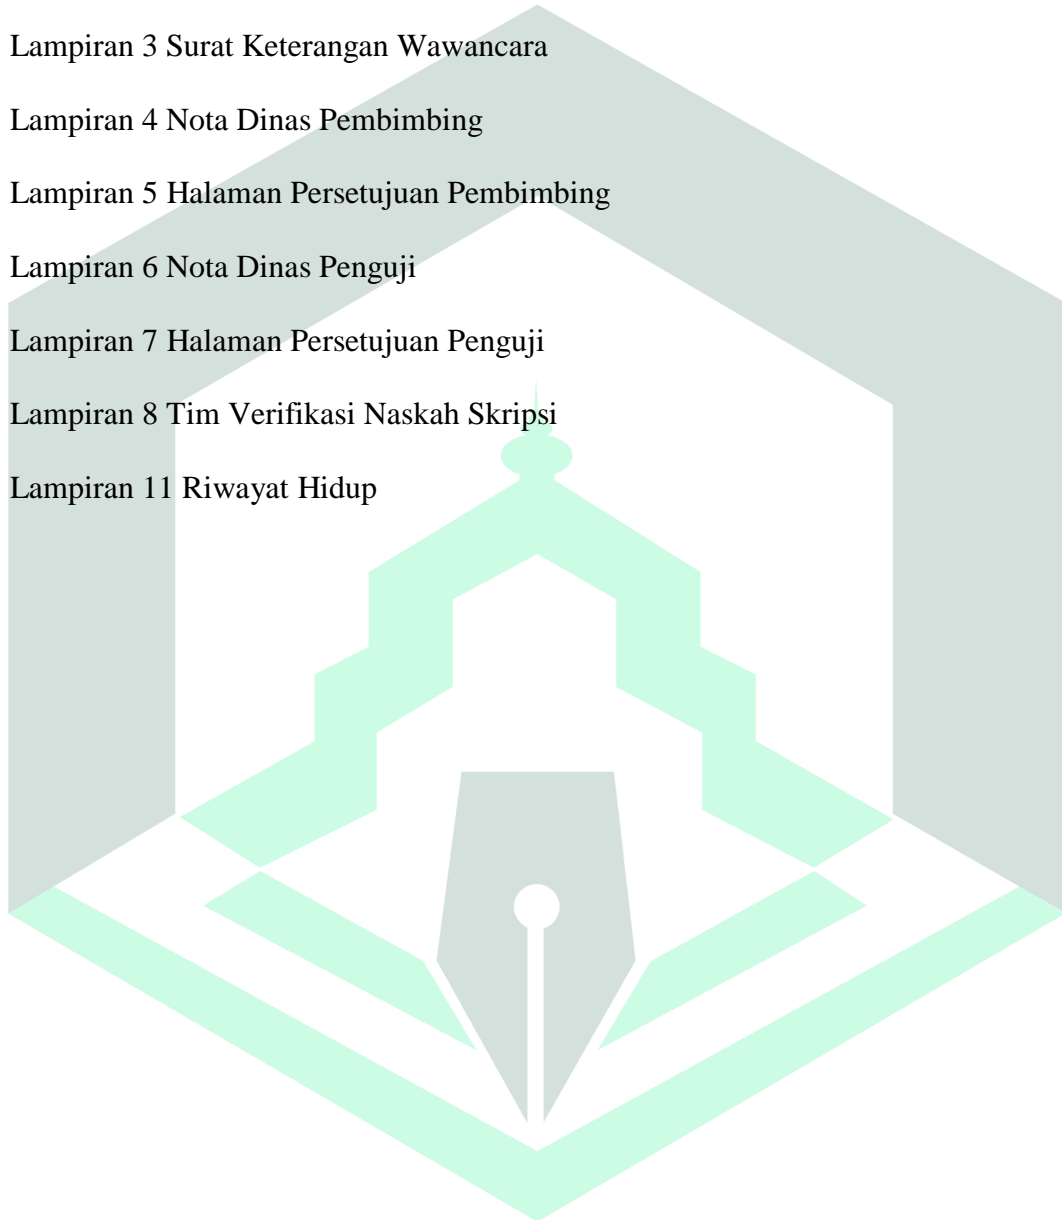 Lampiran 3 Surat Keterangan Wawancara
Lampiran 4 Nota Dinas Pembimbing
Lampiran 5 Halaman Persetujuan Pembimbing
Lampiran 6 Nota Dinas Penguji
Lampiran 7 Halaman Persetujuan Penguji
Lampiran 8 Tim Verifikasi Naskah Skripsi
Lampiran 11 Riwayat Hidup